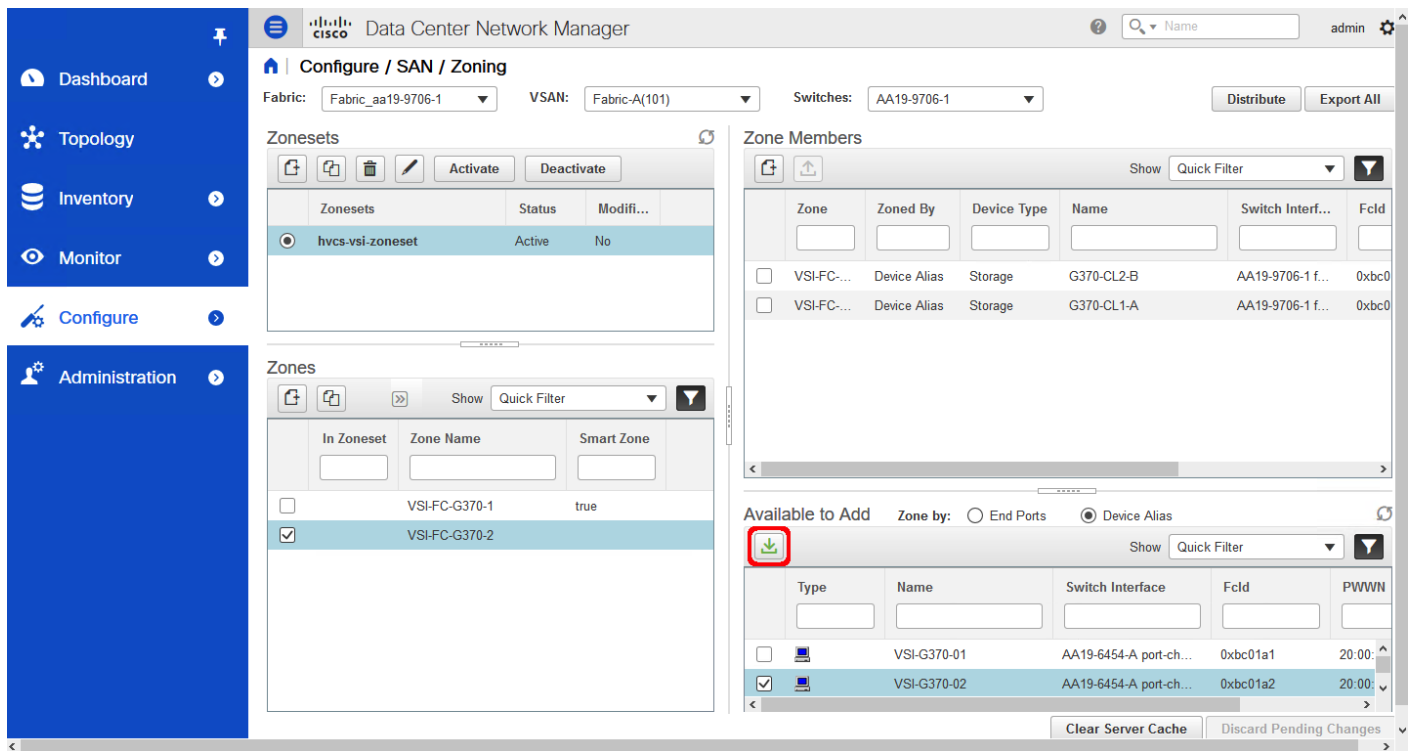 cisco Data Center Network Manager
Name
admin
Dashboard
Topology
Inventory
Monitor
Configure
Administration
Configure / SAN / Zoning
Fabric: Fabric_aa19-9706-1 VSAN: Fabric-A(101) Switches: AA19-9706-1 Distribute Export All
Zonesets
Activate Deactivate
Zonesets Status Modifi...
hvcs-vsi-zoneset Active No
Zones
Show Quick Filter
In Zoneset Zone Name Smart Zone
VSI-FC-G370-1 true
VSI-FC-G370-2
Zone Members
Show Quick Filter
Zone Zoned By Device Type Name Switch Interf... FcId
VSI-FC-... Device Alias Storage G370-CL2-B AA19-9706-1 f... 0xbc0
VSI-FC-... Device Alias Storage G370-CL1-A AA19-9706-1 f... 0xbc0
Available to Add Zone by: End Ports Device Alias
Show Quick Filter
Type Name Switch Interface FcId PWWN
VSI-G370-01 AA19-6454-A port-ch... 0xbc01a1 20:00:
VSI-G370-02 AA19-6454-A port-ch... 0xbc01a2 20:00:
Clear Server Cache Discard Pending Changes